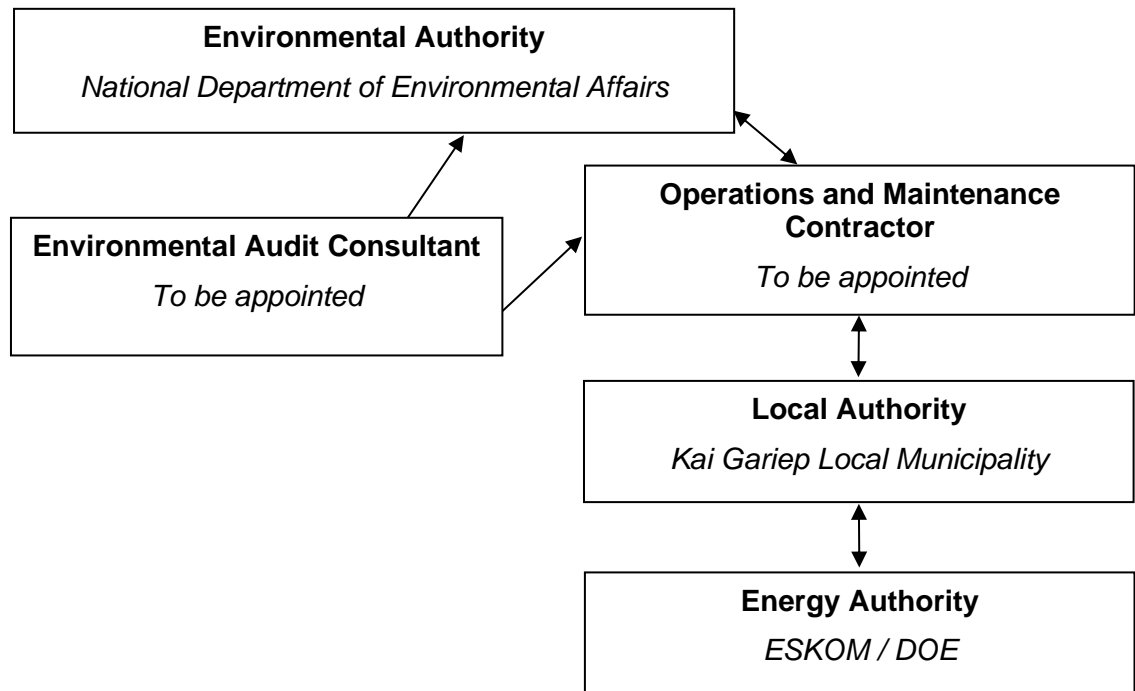 Environmental Authority
National Department of Environmental Affairs
Operations and Maintenance
Contractor
To be appointed
Environmental Audit Consultant
To be appointed
Local Authority
Kai Gariep Local Municipality
Energy Authority
ESKOM / DOE